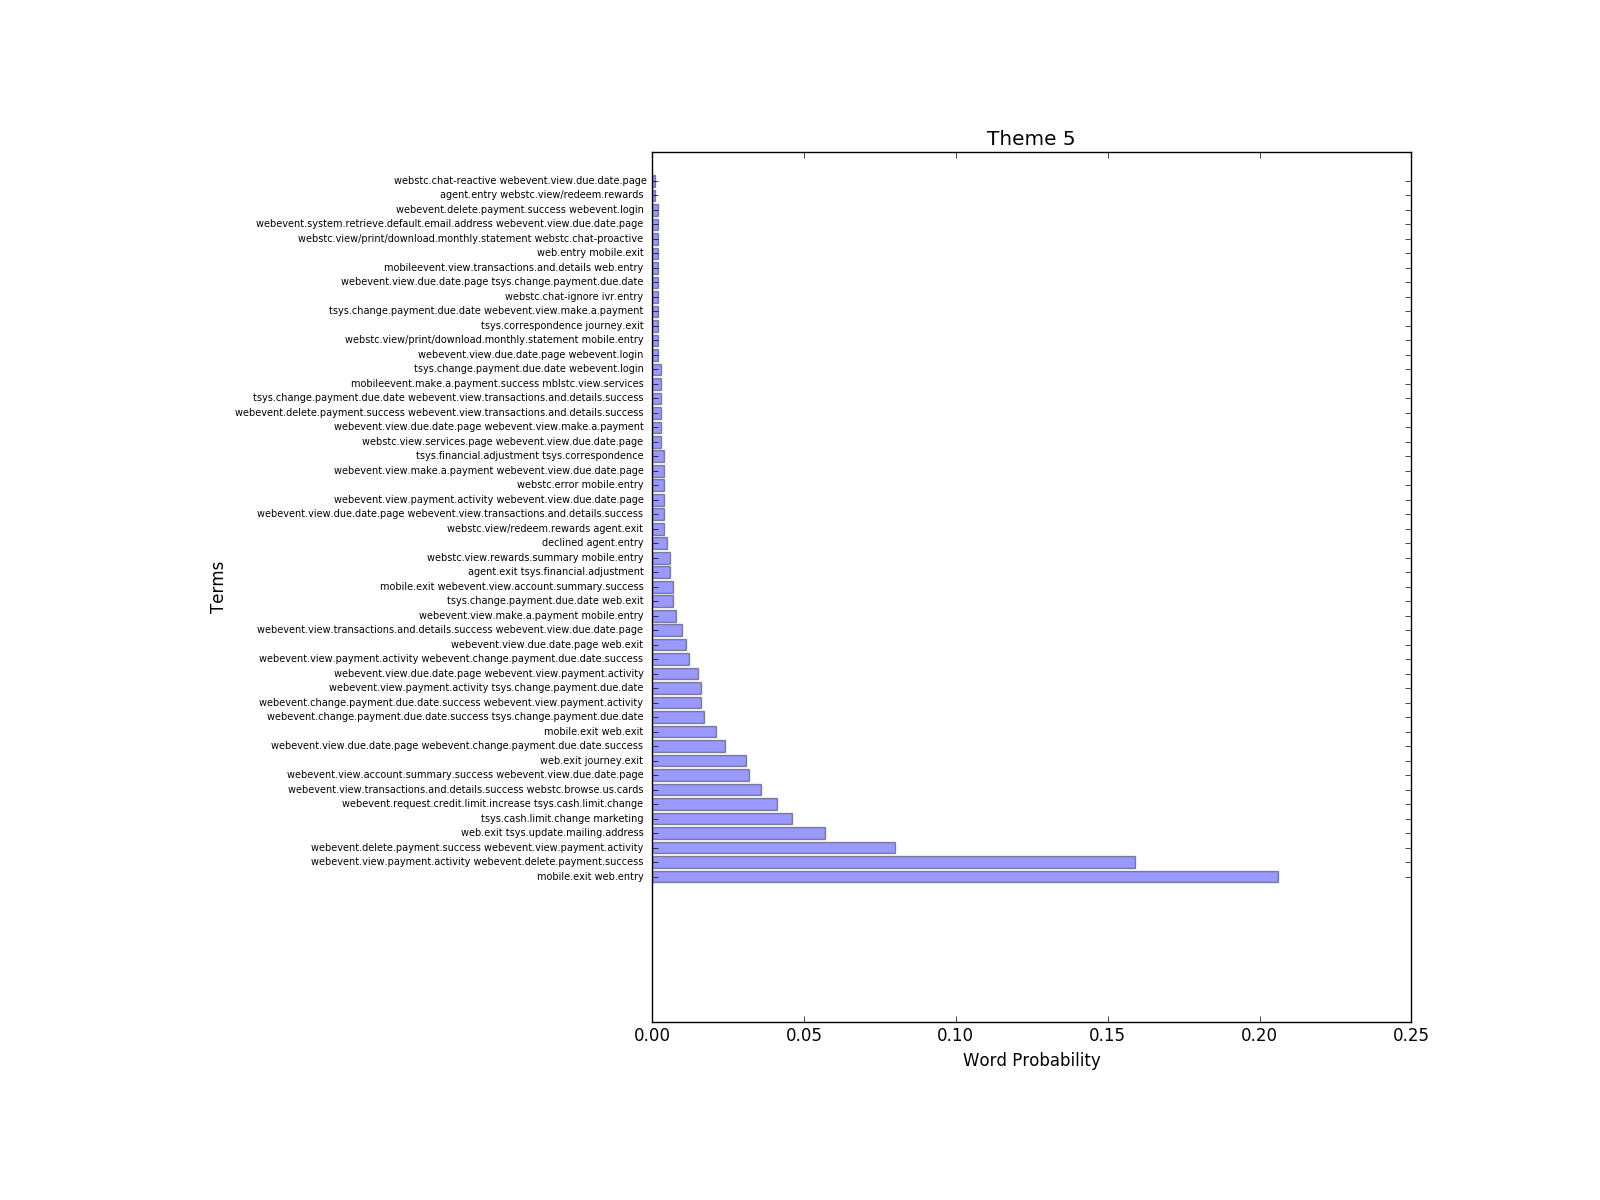 Theme 5
webstc.chat-reactive webevent.view.due.date.page
agent.entry webstc.view/redeem.rewards
webevent.delete.payment.success webevent.login
webevent.system.retrieve.default.email.address webevent.view.due.date.page
webstc.view/print/download.monthly.statement webstc.chat-proactive
web.entry mobile.exit
mobileevent.view.transactions.and.details web.entry
webevent.view.due.date.page tsys.change.payment.due.date
webstc.chat-ignore ivr.entry
tsys.change.payment.due.date webevent.view.make.a.payment
tsys.correspondence journey.exit
webstc.view/print/download.monthly.statement mobile.entry
webevent.view.due.date.page webevent.login
tsys.change.payment.due.date webevent.login
mobileevent.make.a.payment.success mblstc.view.services
tsys.change.payment.due.date webevent.view.transactions.and.details.success
webevent.delete.payment.success webevent.view.transactions.and.details.success
webevent.view.due.date.page webevent.view.make.a.payment
webstc.view.services.page webevent.view.due.date.page
tsys.financial.adjustment tsys.correspondence
webevent.view.make.a.payment webevent.view.due.date.page
webstc.error mobile.entry
webevent.view.payment.activity webevent.view.due.date.page
webevent.view.due.date.page webevent.view.transactions.and.details.success
webstc.view/redeem.rewards agent.exit
declined agent.entry
webstc.view.rewards.summary mobile.entry
agent.exit tsys.financial.adjustment
mobile.exit webevent.view.account.summary.success
tsys.change.payment.due.date web.exit
webevent.view.make.a.payment mobile.entry
webevent.view.transactions.and.details.success webevent.view.due.date.page
webevent.view.due.date.page web.exit
webevent.view.payment.activity webevent.change.payment.due.date.success
webevent.view.due.date.page webevent.view.payment.activity
webevent.view.payment.activity tsys.change.payment.due.date
webevent.change.payment.due.date.success webevent.view.payment.activity
webevent.change.payment.due.date.success tsys.change.payment.due.date
mobile.exit web.exit
webevent.view.due.date.page webevent.change.payment.due.date.success
web.exit journey.exit
webevent.view.account.summary.success webevent.view.due.date.page
webevent.view.transactions.and.details.success webstc.browse.us.cards
webevent.request.credit.limit.increase tsys.cash.limit.change
tsys.cash.limit.change marketing
web.exit tsys.update.mailing.address
webevent.delete.payment.success webevent.view.payment.activity
webevent.view.payment.activity webevent.delete.payment.success
mobile.exit web.entry
Terms
0.00 0.05 0.10 0.15 0.20 0.25
Word Probability